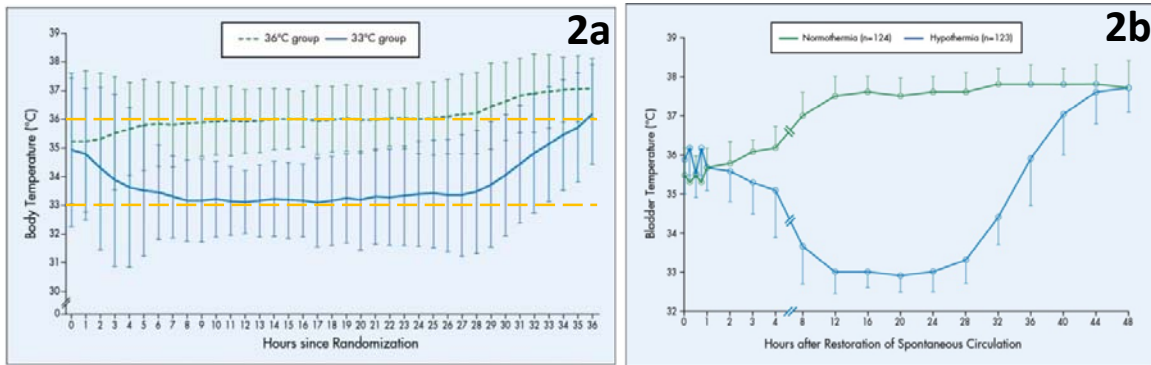 2a
36°C group
33°C group
Body Temperature (°C)
39
38
37
36
35
34
33
32
31
30
0
0 1 2 3 4 5 6 7 8 9 10 11 12 13 14 15 16 17 18 19 20 21 22 23 24 25 26 27 28 29 30 31 32 33 34 35 36
Hours since Randomization
2b
Normothermia (n=124) Hypothermia (n=123)
Bladder Temperature (°C)
39
38
37
36
35
34
33
32
0 1 2 3 4 8 12 16 20 24 28 32 36 40 44 48
Hours after Restoration of Spontaneous Circulation